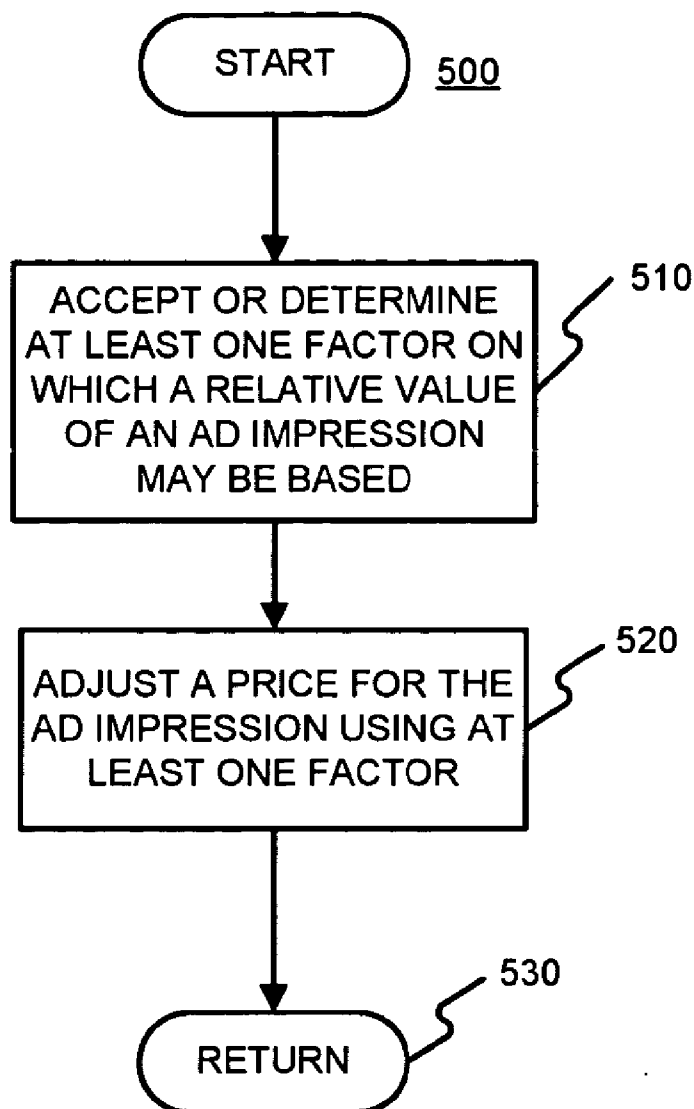 START
500
ACCEPT OR DETERMINE
AT LEAST ONE FACTOR ON
WHICH A RELATIVE VALUE
OF AN AD IMPRESSION
MAY BE BASED
510
ADJUST A PRICE FOR THE
AD IMPRESSION USING AT
LEAST ONE FACTOR
520
RETURN
530